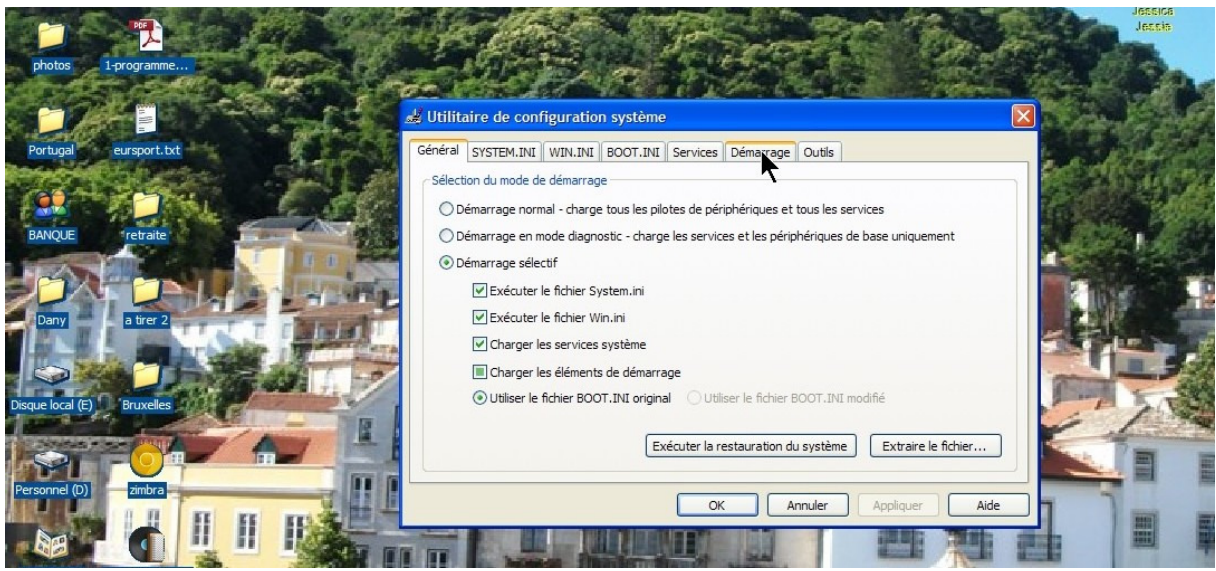 Jessica
Jessia
photos
1-programme...
Portugal
eursport.txt
BANQUE
retraite
Dany
a tirer 2
Disque local (E)
Bruxelles
Personnel (D)
zimbra
PDF
Utilitaire de configuration système
Général SYSTEM.INI WIN.INI BOOT.INI Services Démarrage Outils
Sélection du mode de démarrage
Démarrage normal - charge tous les pilotes de périphériques et tous les services
Démarrage en mode diagnostic - charge les services et les périphériques de base uniquement
Démarrage sélectif
Exécuter le fichier System.ini
Exécuter le fichier Win.ini
Charger les services système
Charger les éléments de démarrage
Utiliser le fichier BOOT.INI original Utiliser le fichier BOOT.INI modifié
Exécuter la restauration du système Extraire le fichier...
OK Annuler Appliquer Aide